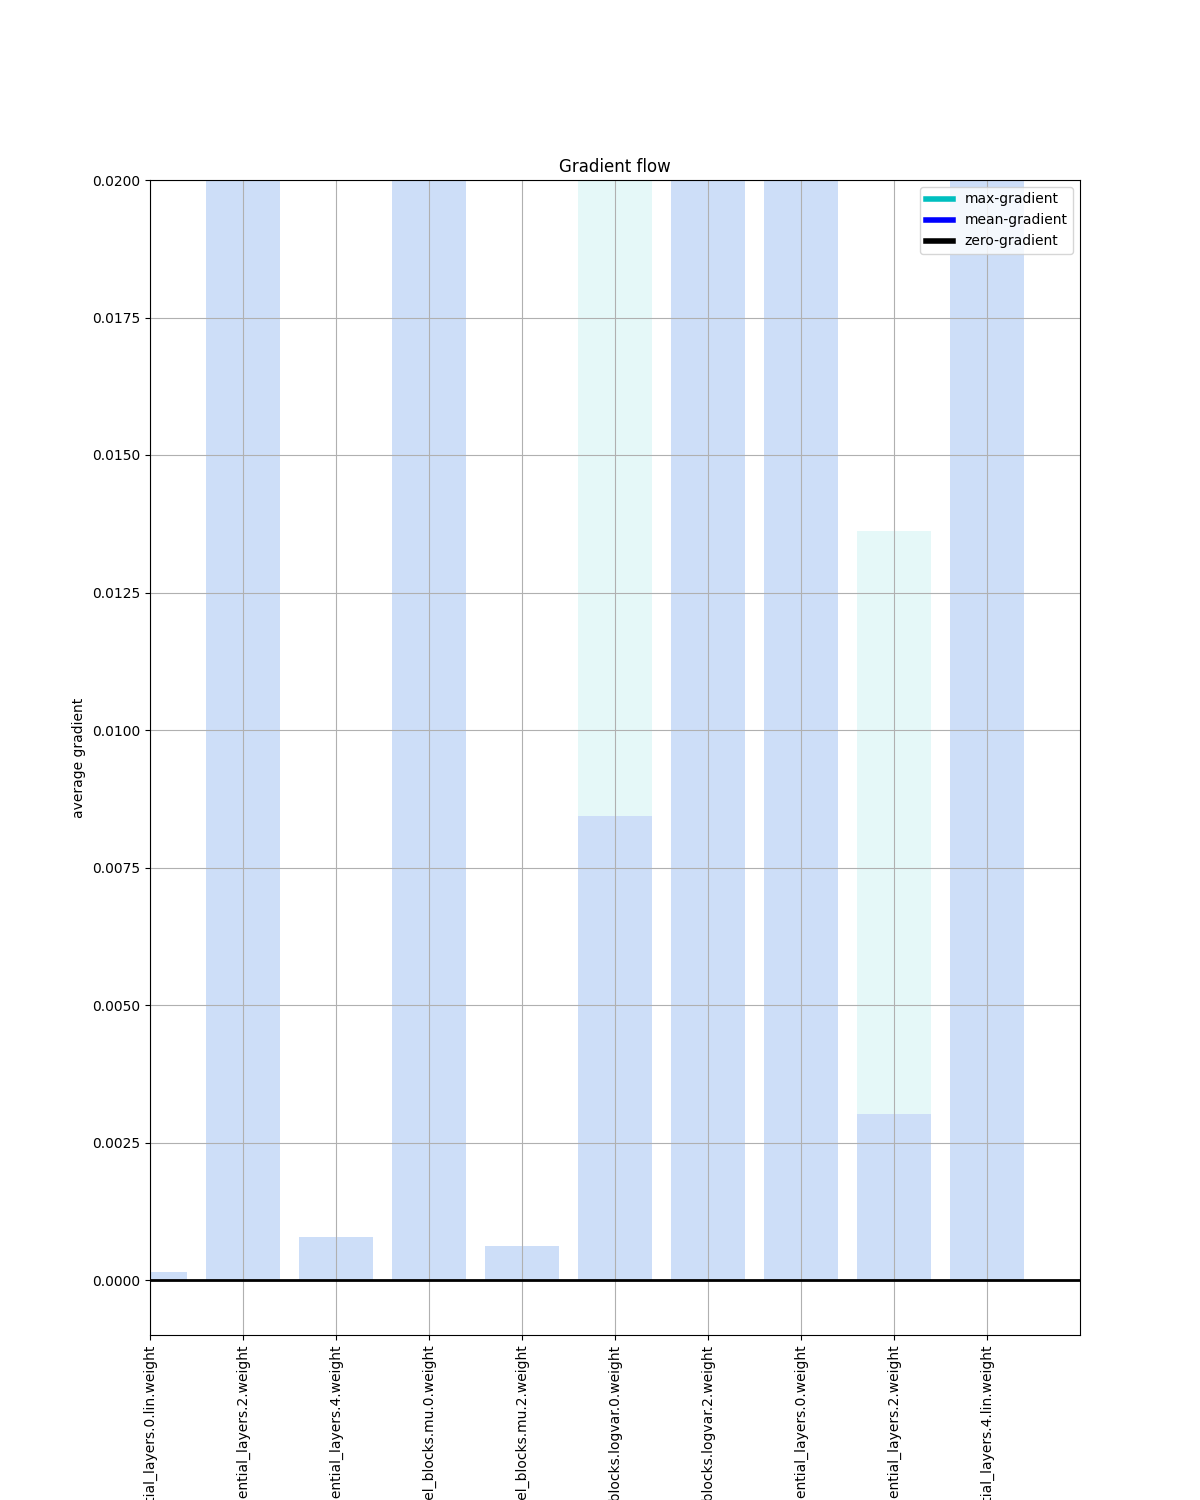 Gradient flow
max-gradient
mean-gradient
zero-gradient
0.0200
0.0175
0.0150
0.0125
0.0100
0.0075
0.0050
0.0025
0.0000
average gradient
tial_layers.0.lin.weight
ential_layers.2.weight
ential_layers.4.weight
el_blocks.mu.0.weight
el_blocks.mu.2.weight
blocks.logvar.0.weight
blocks.logvar.2.weight
ential_layers.0.weight
ential_layers.2.weight
tial_layers.4.lin.weight